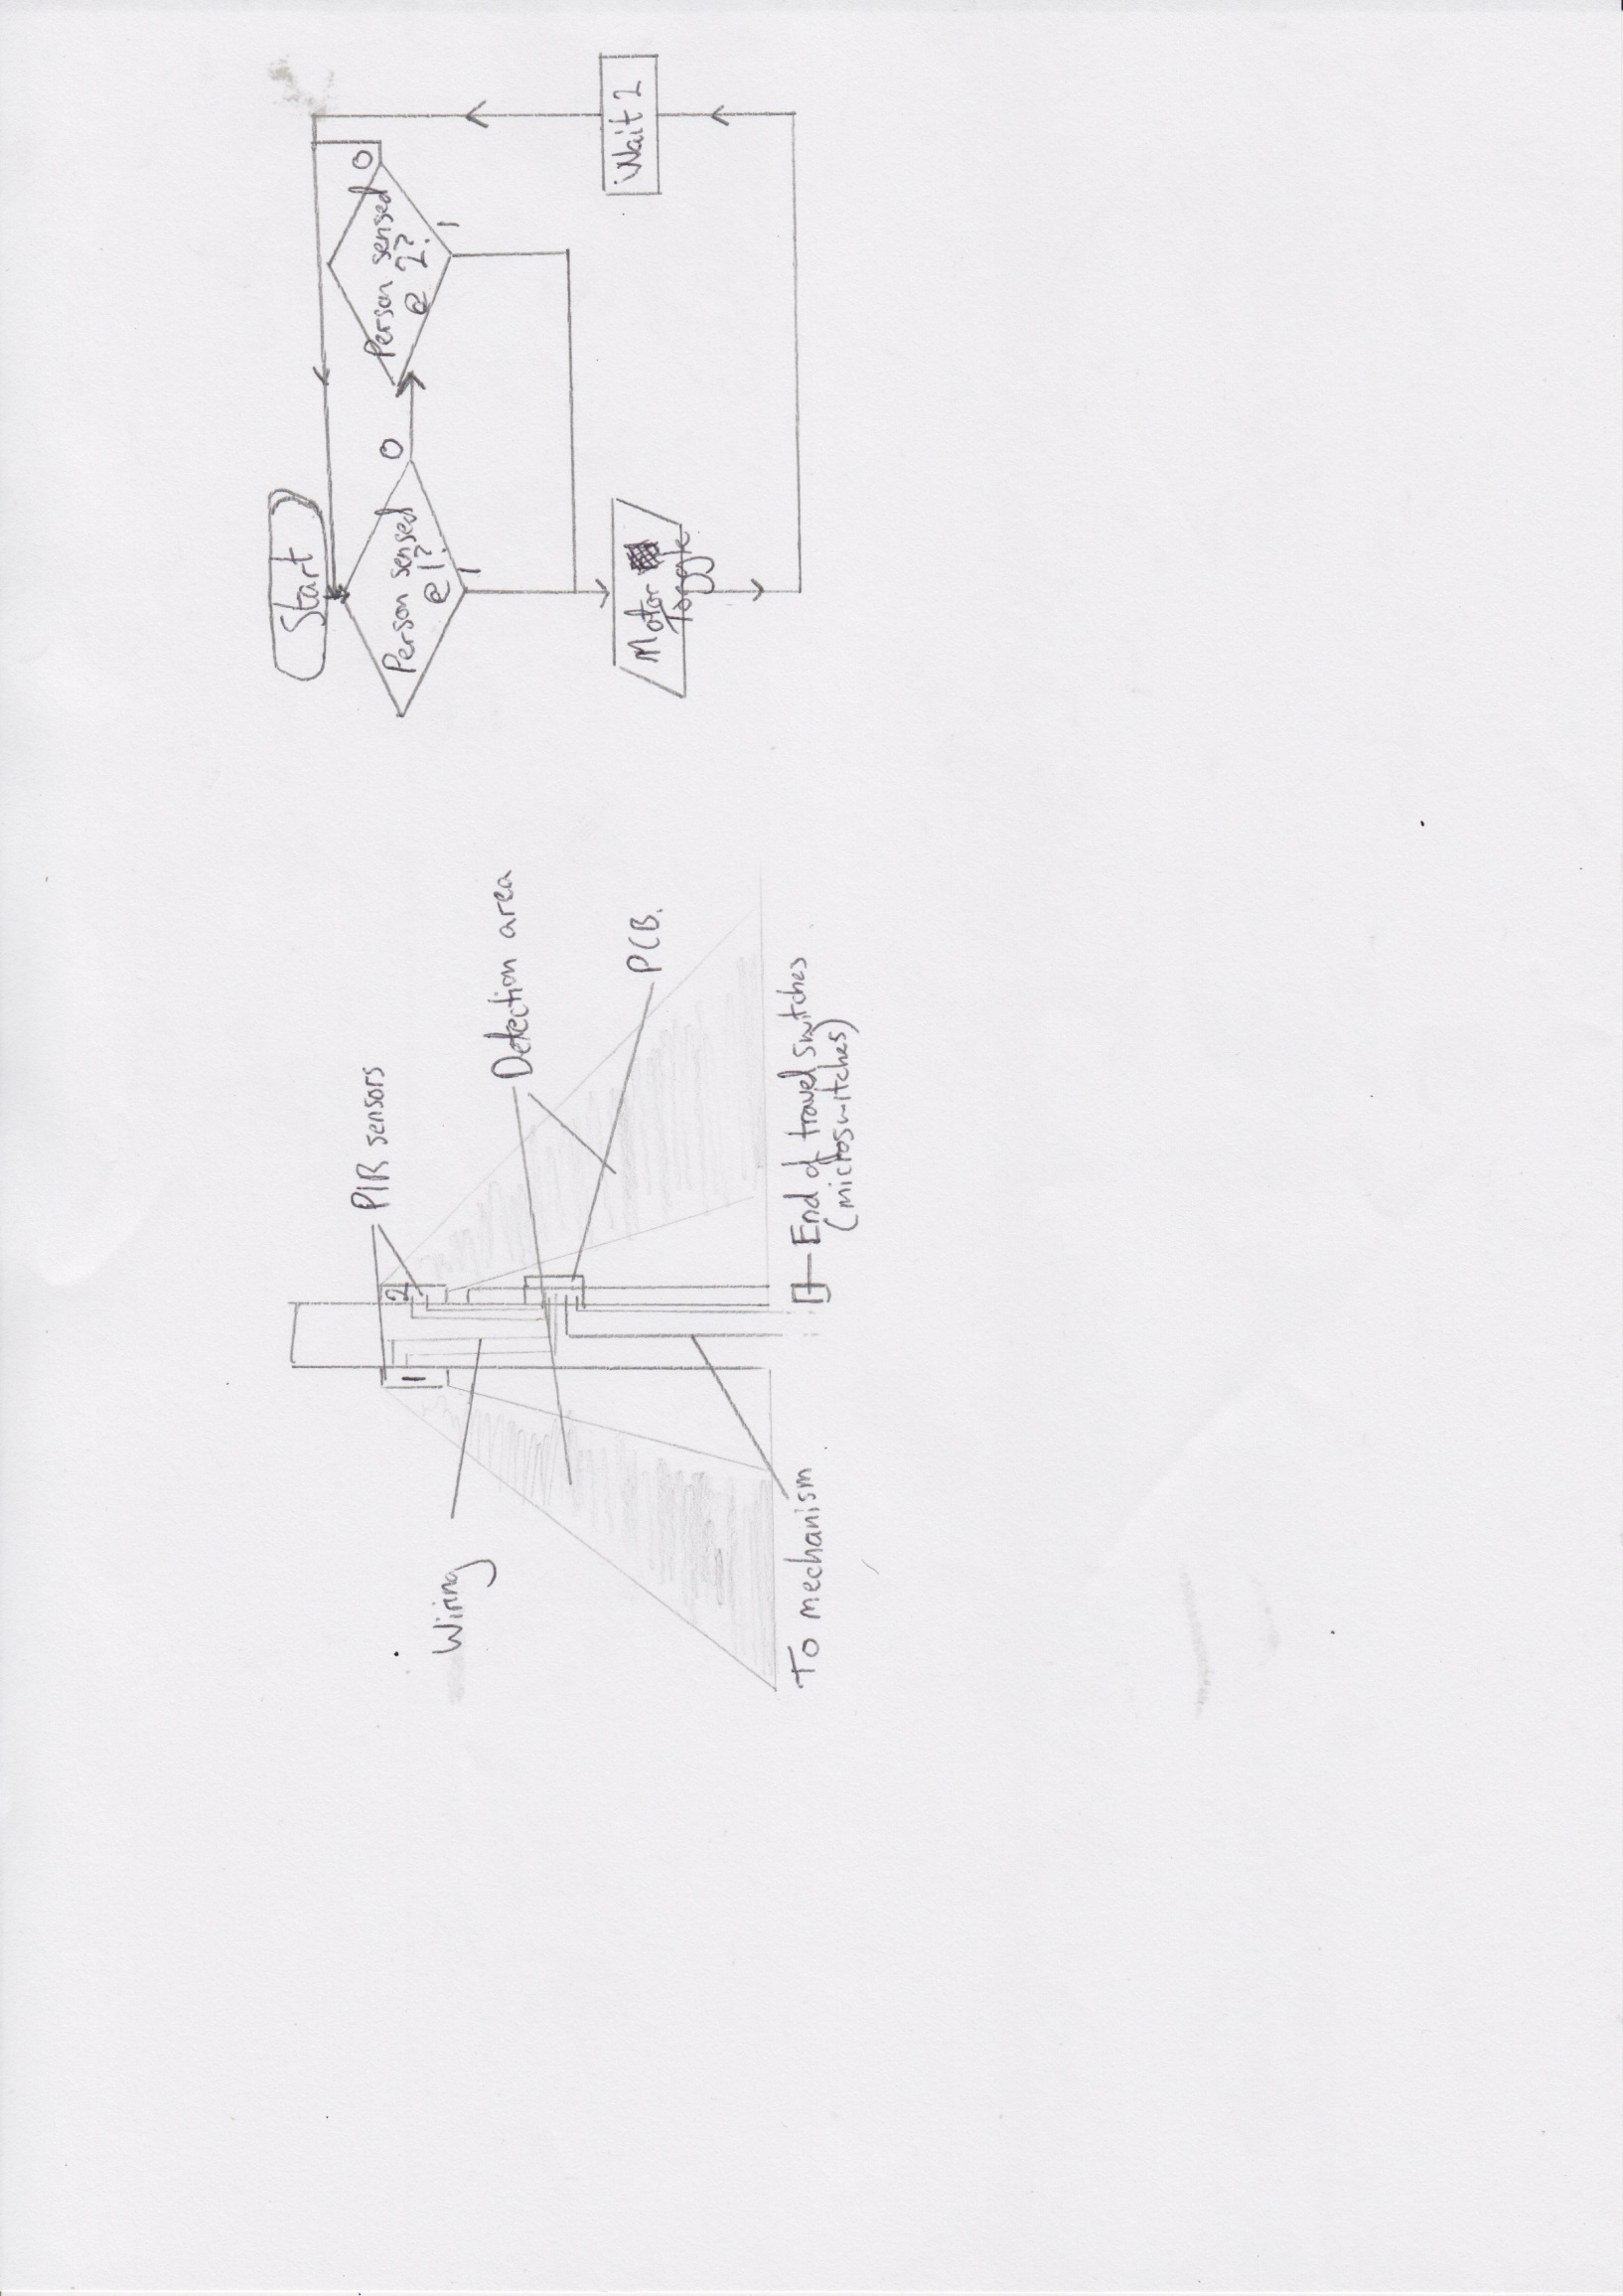 PIR sensors
2
1
Detection area
Wiring
PCB.
To mechanism
End of travel switches
(microswitches)
Start
Person sensed
@ 1?
0
1
Person sensed
@ 2?
0
1
Motor
Toggle
Wait 2